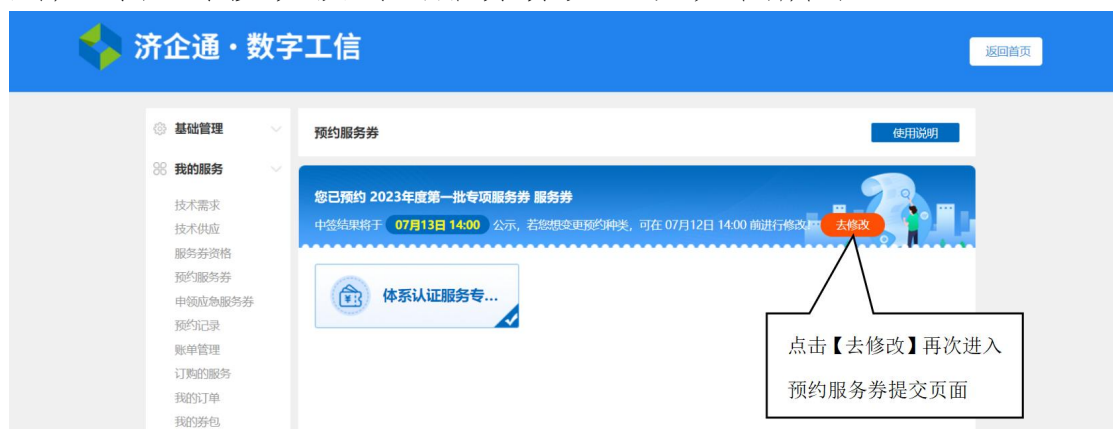 济企通・数字工信
返回首页
基础管理
我的服务
技术需求
技术供应
服务券资格
预约服务券
申领应急服务券
预约记录
账单管理
订购的服务
我的订单
我的券包
预约服务券
使用说明
您已预约 2023年度第一批专项服务券 服务券
中签结果将于 07月13日 14:00 公示，若您想变更预约种类，可在 07月12日 14:00 前进行修改 去修改
体系认证服务专...
点击【去修改】再次进入
预约服务券提交页面